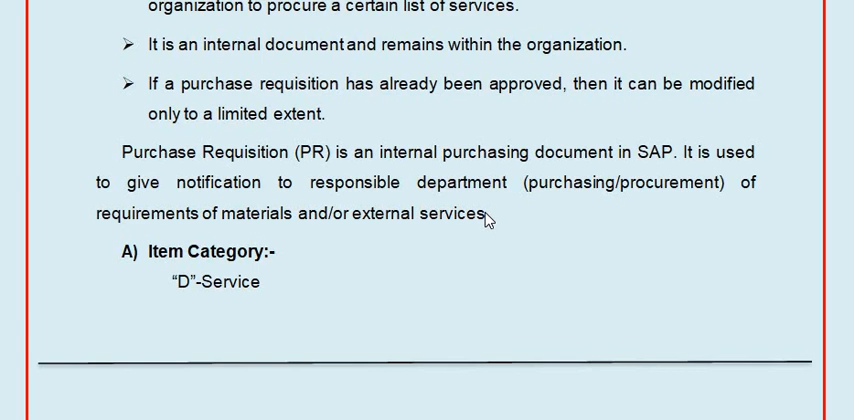 organization to procure a certain list of services.
➢ It is an internal document and remains within the organization.
➢ If a purchase requisition has already been approved, then it can be modified
only to a limited extent.
Purchase Requisition (PR) is an internal purchasing document in SAP. It is used
to give notification to responsible department (purchasing/procurement) of
requirements of materials and/or external services.
A) Item Category:-
“D”-Service